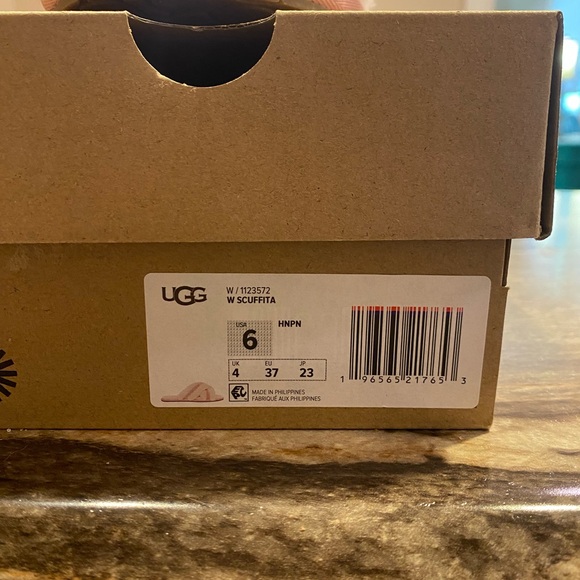 UGG
W / 1123572
W SCUFFITA
USA
6
HNPN
UK EU JP
4 37 23
MADE IN PHILIPPINES
FABRIQUÉ AUX PHILIPPINES
1 96565 21765 3